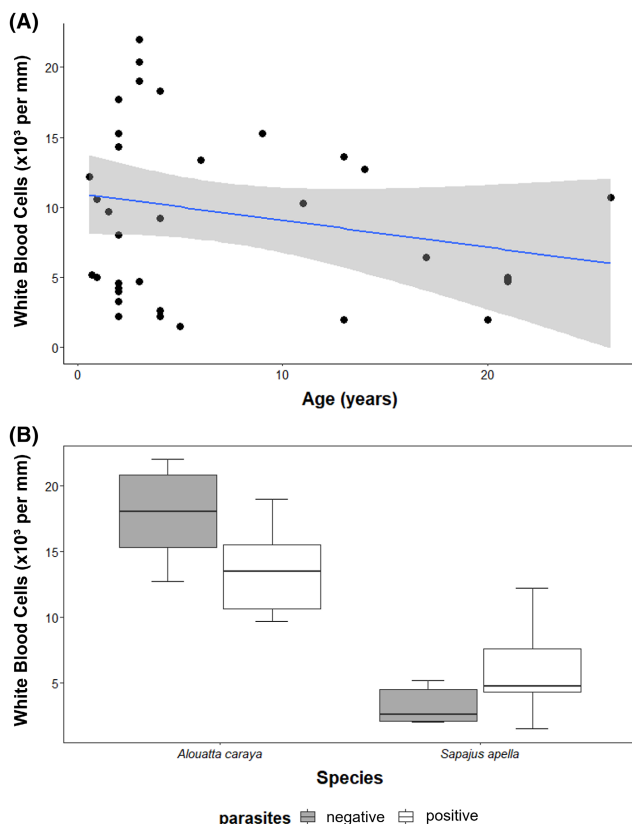 (A)
White Blood Cells (x10³ per mm)
20
15
10
5
0
0 10 20
Age (years)
(B)
White Blood Cells (x10³ per mm)
20
15
10
5
Alouatta caraya Sapajus apella
Species
parasites negative positive